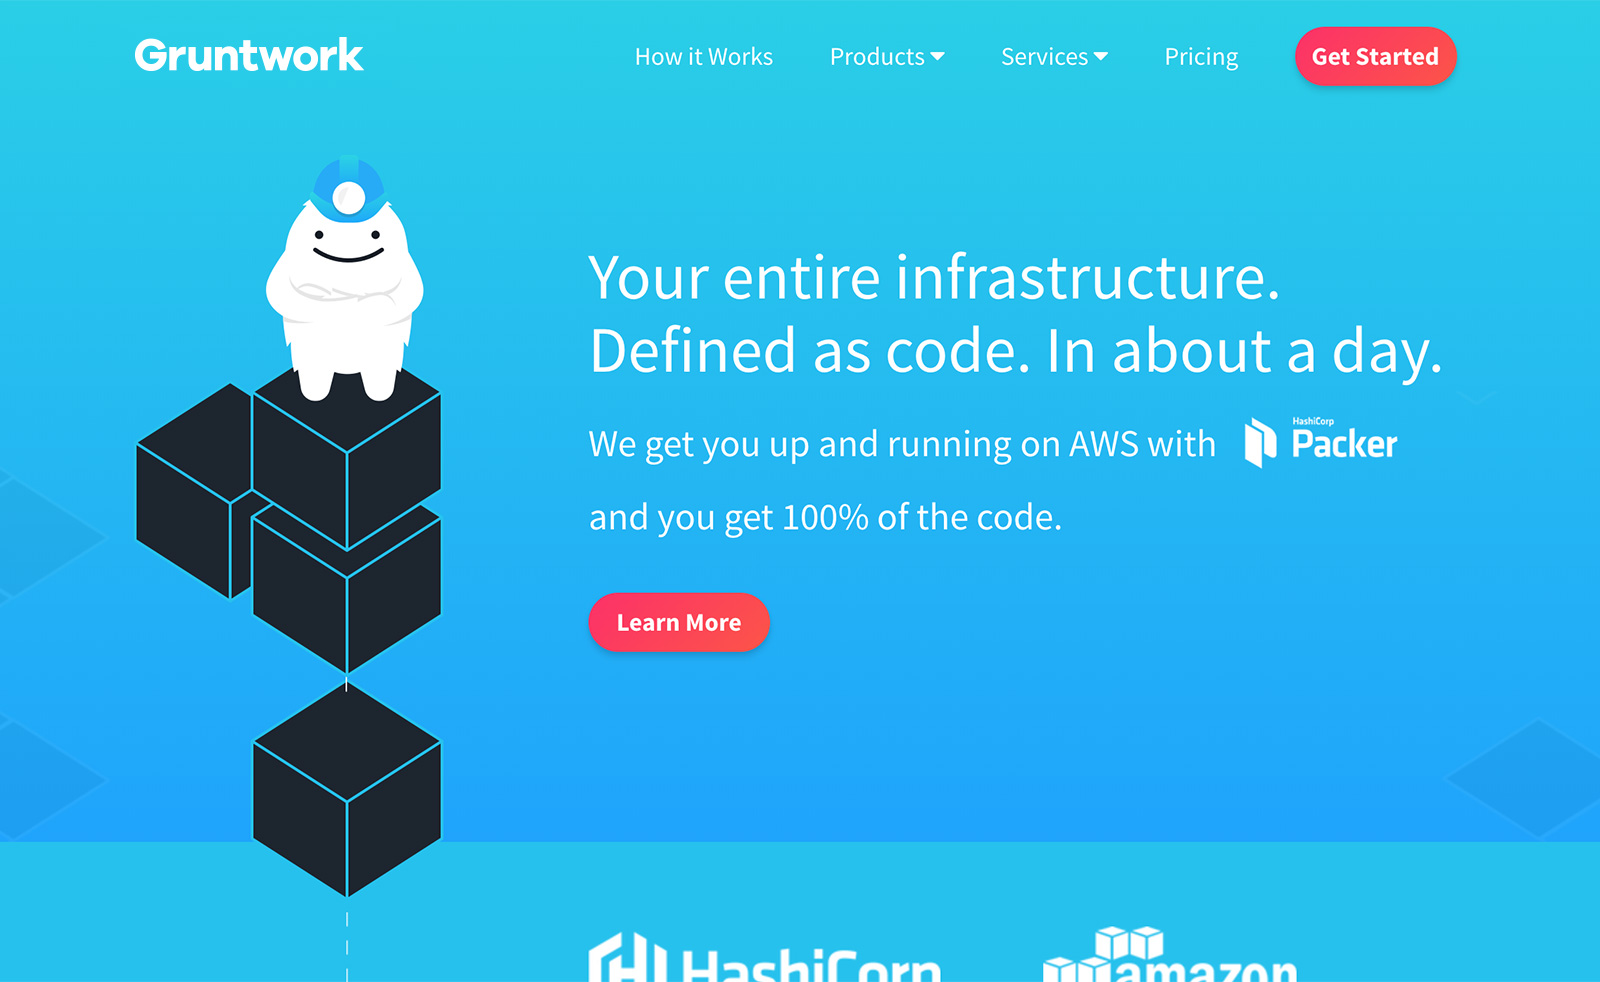 Gruntwork
How it Works
Products
Services
Pricing
Get Started
Your entire infrastructure.
Defined as code. In about a day.
We get you up and running on AWS with
HashiCorp
Packer
and you get 100% of the code.
Learn More
HashiCorp
amazon